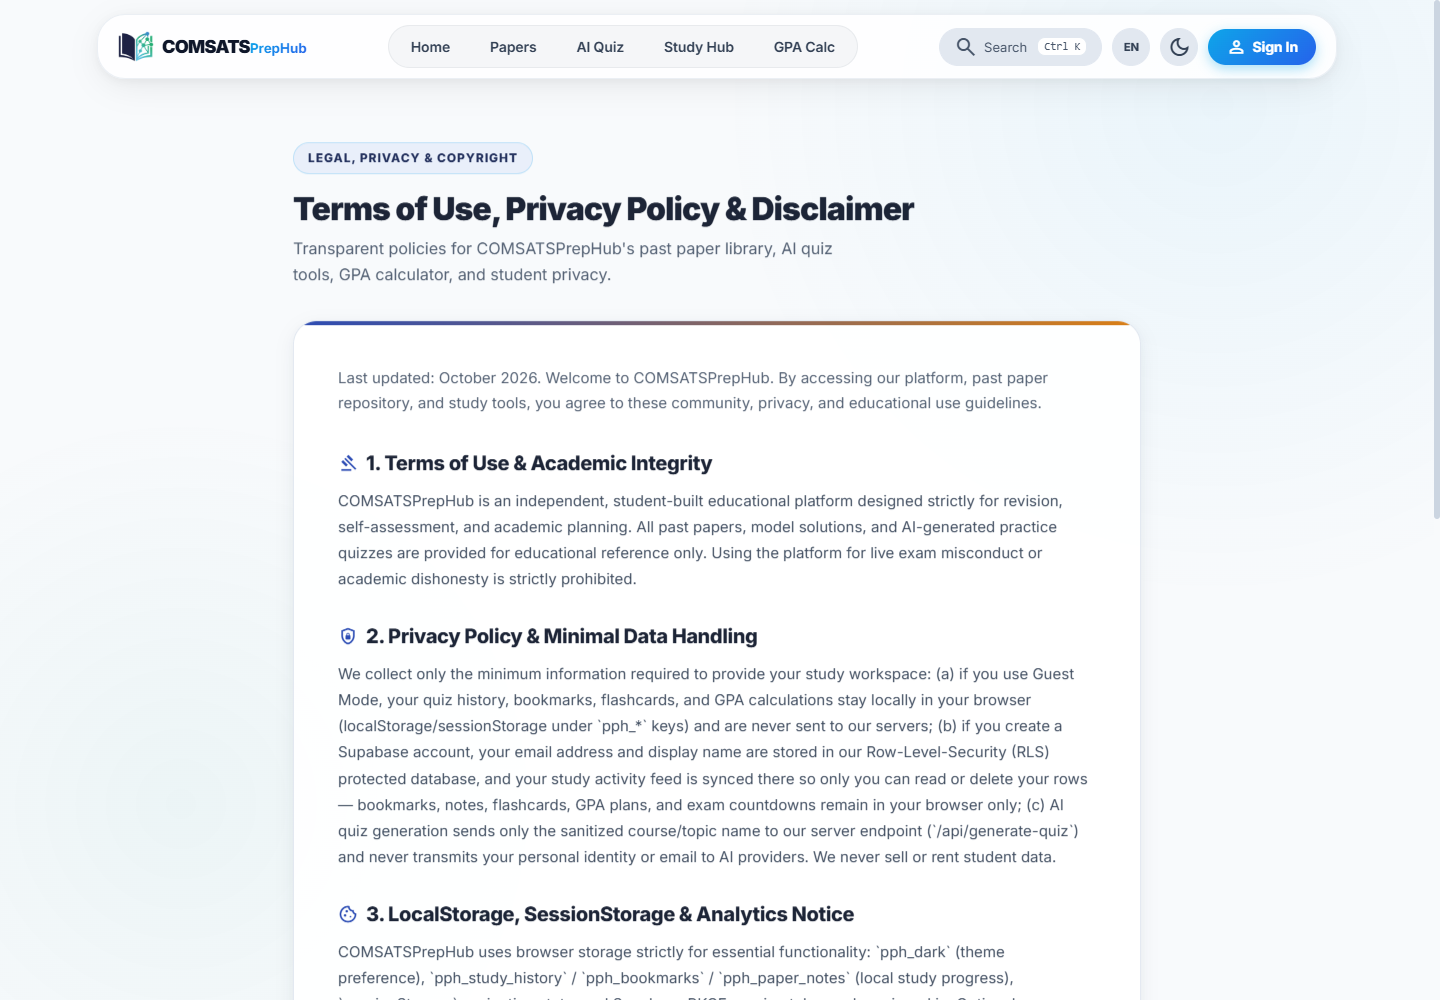 COMSATSPrepHub
Home
Papers
AI Quiz
Study Hub
GPA Calc
Search
Ctrl K
EN
Sign In
LEGAL, PRIVACY & COPYRIGHT
Terms of Use, Privacy Policy & Disclaimer
Transparent policies for COMSATSPrepHub's past paper library, AI quiz
tools, GPA calculator, and student privacy.
Last updated: October 2026. Welcome to COMSATSPrepHub. By accessing our platform, past paper
repository, and study tools, you agree to these community, privacy, and educational use guidelines.
1. Terms of Use & Academic Integrity
COMSATSPrepHub is an independent, student-built educational platform designed strictly for revision,
self-assessment, and academic planning. All past papers, model solutions, and AI-generated practice
quizzes are provided for educational reference only. Using the platform for live exam misconduct or
academic dishonesty is strictly prohibited.
2. Privacy Policy & Minimal Data Handling
We collect only the minimum information required to provide your study workspace: (a) if you use Guest
Mode, your quiz history, bookmarks, flashcards, and GPA calculations stay locally in your browser
(localStorage/sessionStorage under `pph_*` keys) and are never sent to our servers; (b) if you create a
Supabase account, your email address and display name are stored in our Row-Level-Security (RLS)
protected database, and your study activity feed is synced there so only you can read or delete your rows
— bookmarks, notes, flashcards, GPA plans, and exam countdowns remain in your browser only; (c) AI
quiz generation sends only the sanitized course/topic name to our server endpoint (`/api/generate-quiz`)
and never transmits your personal identity or email to AI providers. We never sell or rent student data.
3. LocalStorage, SessionStorage & Analytics Notice
COMSATSPrepHub uses browser storage strictly for essential functionality: `pph_dark` (theme
preference), `pph_study_history` / `pph_bookmarks` / `pph_paper_notes` (local study progress),